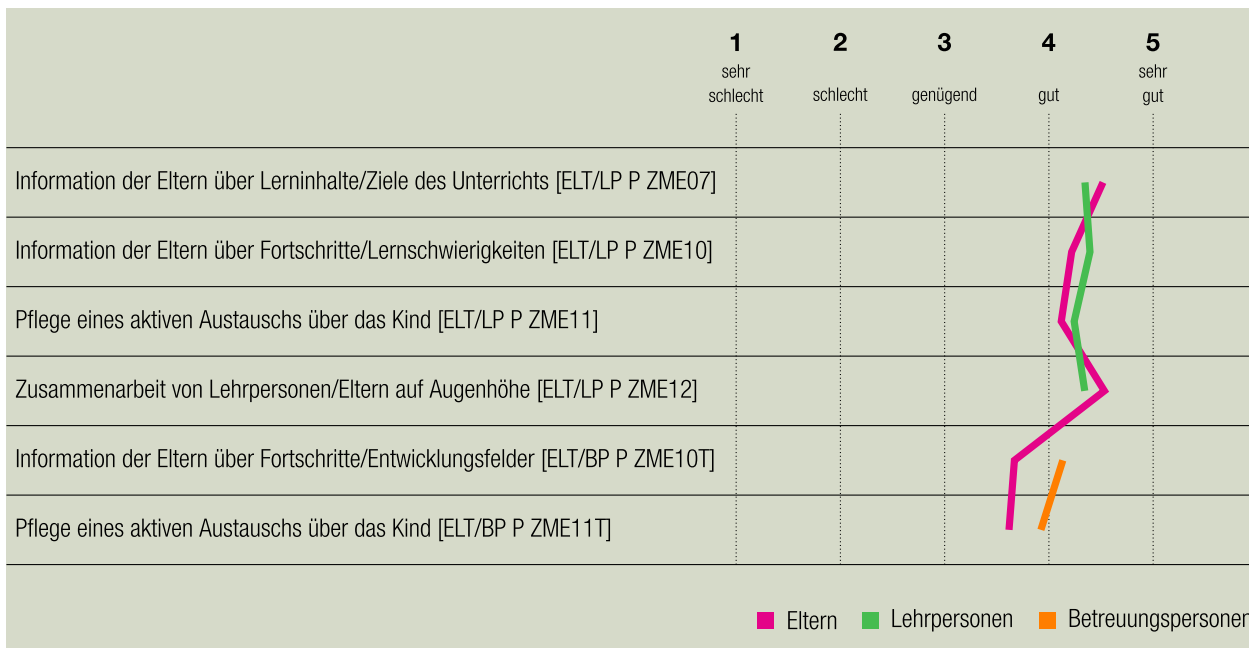 1 2 3 4 5
sehr schlecht schlecht genügend gut sehr gut
Information der Eltern über Lerninhalte/Ziele des Unterrichts [ELT/LP P ZME07]
Information der Eltern über Fortschritte/Lernschwierigkeiten [ELT/LP P ZME10]
Pflege eines aktiven Austauschs über das Kind [ELT/LP P ZME11]
Zusammenarbeit von Lehrpersonen/Eltern auf Augenhöhe [ELT/LP P ZME12]
Information der Eltern über Fortschritte/Entwicklungsfelder [ELT/BP P ZME10T]
Pflege eines aktiven Austauschs über das Kind [ELT/BP P ZME11T]
Eltern Lehrpersonen Betreuungspersonen